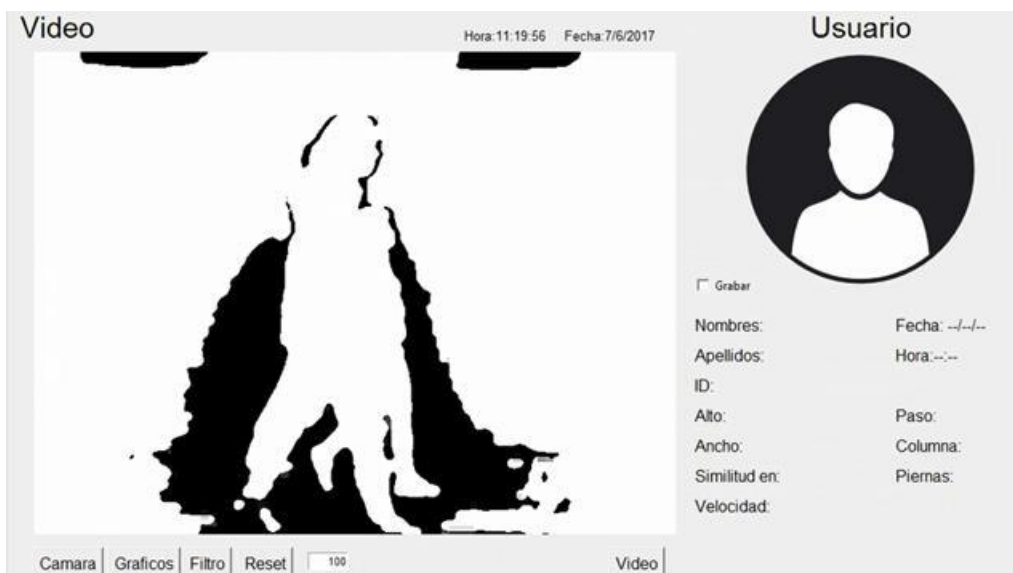 Video
Hora:11:19:56 Fecha:7/6/2017
Usuario
Grabar
Nombres: Fecha: --/--/--
Apellidos: Hora:--:--
ID:
Alto: Paso:
Ancho: Columna:
Similitud en: Piernas:
Velocidad:
Camara Graficos Filtro Reset 100 Video